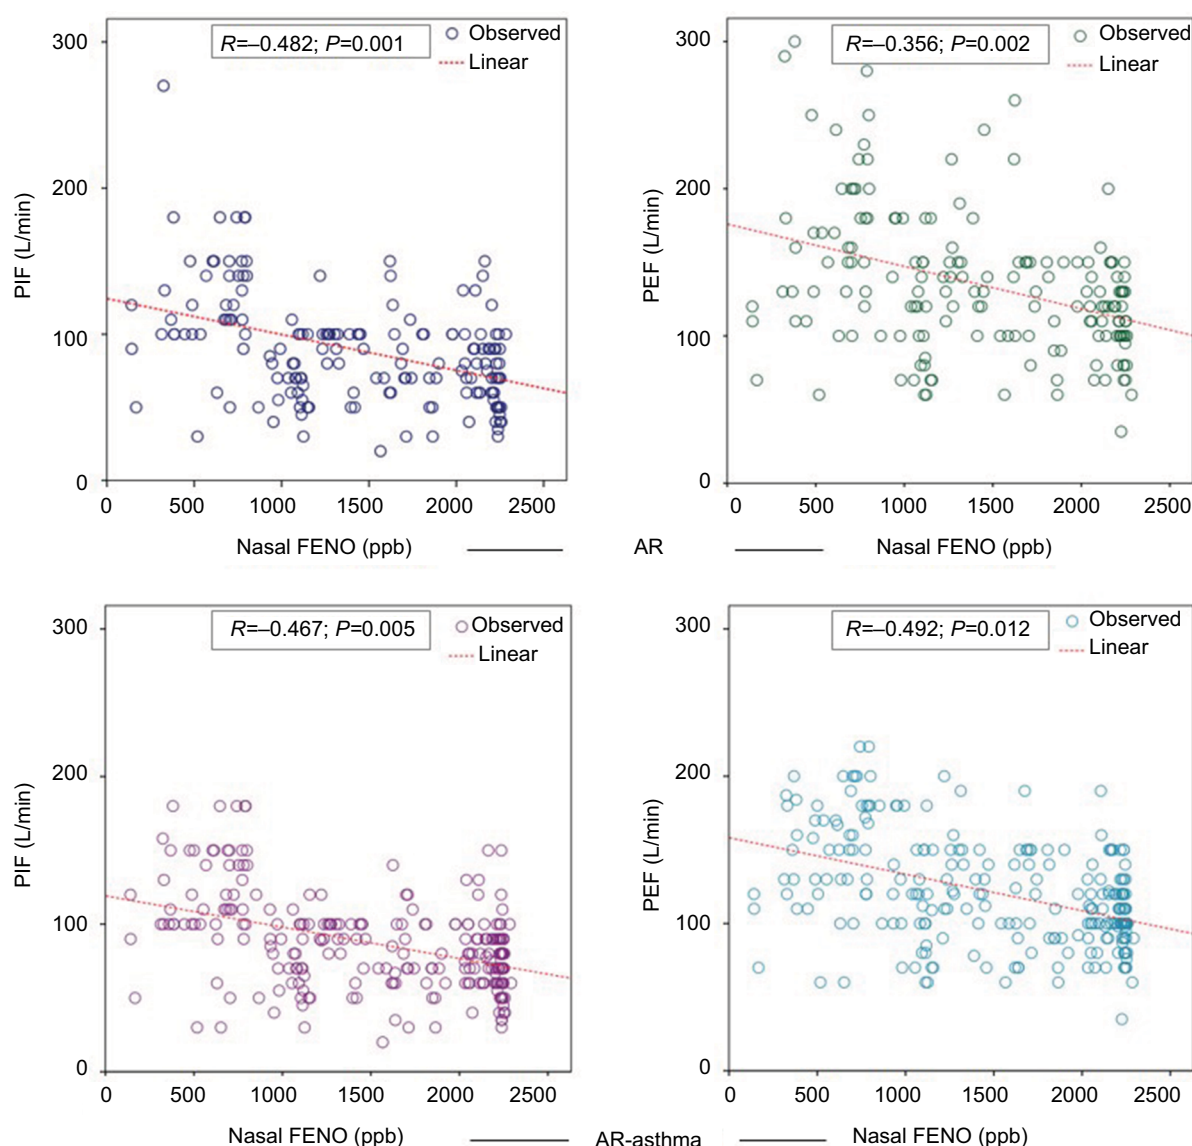 R=–0.482; P=0.001
Observed
Linear
300
200
100
0
PIF (L/min)
0 500 1000 1500 2000 2500
Nasal FENO (ppb)
R=–0.356; P=0.002
Observed
Linear
300
200
100
0
PEF (L/min)
0 500 1000 1500 2000 2500
Nasal FENO (ppb)
AR
R=–0.467; P=0.005
Observed
Linear
300
200
100
0
PIF (L/min)
0 500 1000 1500 2000 2500
Nasal FENO (ppb)
R=–0.492; P=0.012
Observed
Linear
300
200
100
0
PEF (L/min)
0 500 1000 1500 2000 2500
Nasal FENO (ppb)
AR-asthma